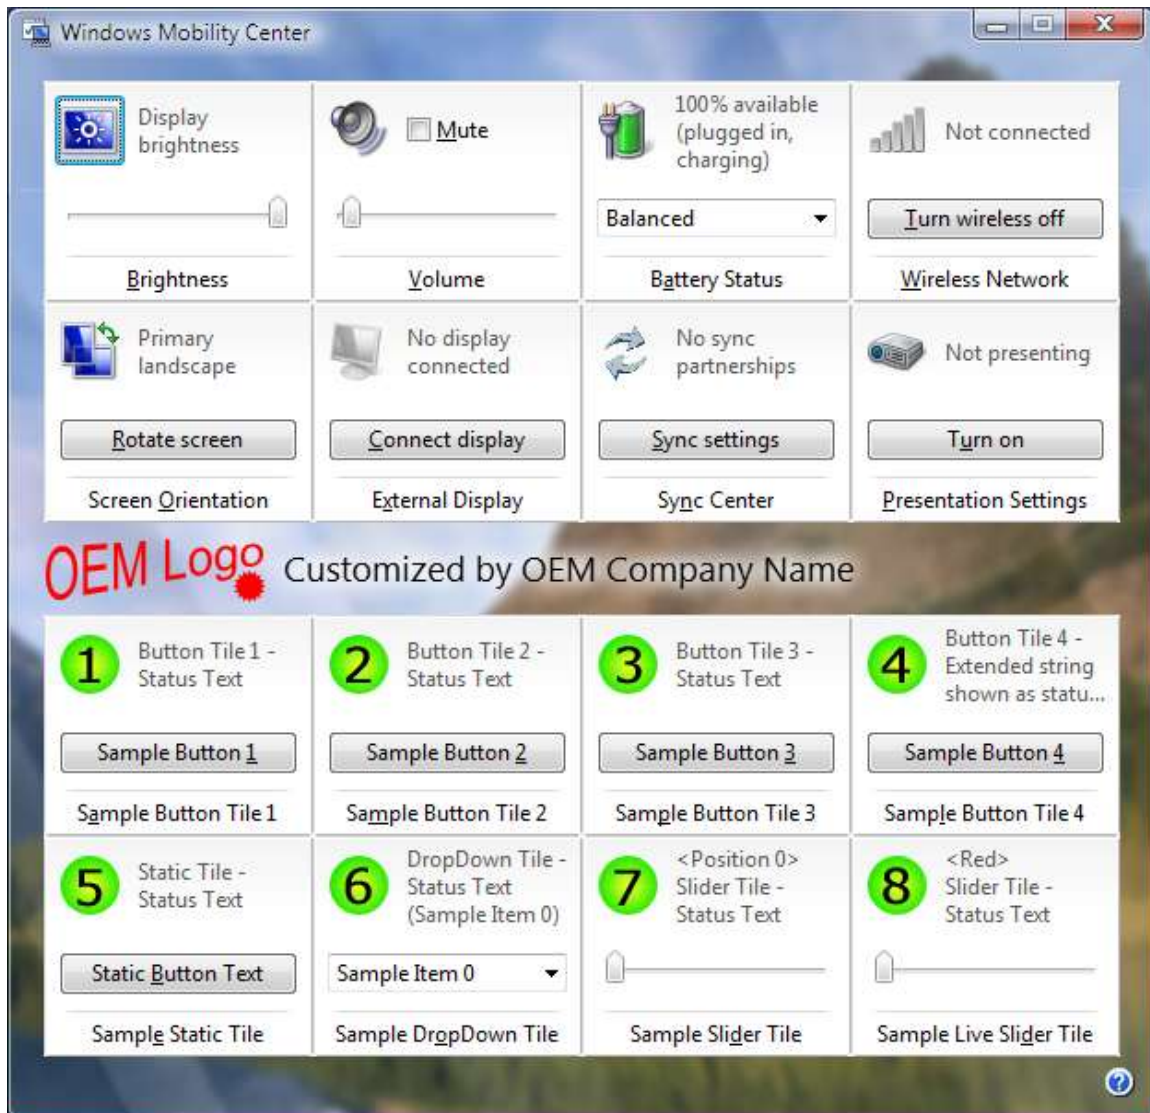 Windows Mobility Center
Display
brightness
Brightness
Mute
Volume
100% available
(plugged in,
charging)
Balanced
Battery Status
Not connected
Turn wireless off
Wireless Network
Primary
landscape
Rotate screen
Screen Orientation
No display
connected
Connect display
External Display
No sync
partnerships
Sync settings
Sync Center
Not presenting
Turn on
Presentation Settings
OEM Logo
Customized by OEM Company Name
1
Button Tile 1 -
Status Text
Sample Button 1
Sample Button Tile 1
2
Button Tile 2 -
Status Text
Sample Button 2
Sample Button Tile 2
3
Button Tile 3 -
Status Text
Sample Button 3
Sample Button Tile 3
4
Button Tile 4 -
Extended string
shown as statu...
Sample Button 4
Sample Button Tile 4
5
Static Tile -
Status Text
Static Button Text
Sample Static Tile
6
DropDown Tile -
Status Text
(Sample Item 0)
Sample Item 0
Sample DropDown Tile
7
<Position 0>
Slider Tile -
Status Text
Sample Slider Tile
8
<Red>
Slider Tile -
Status Text
Sample Live Slider Tile
?